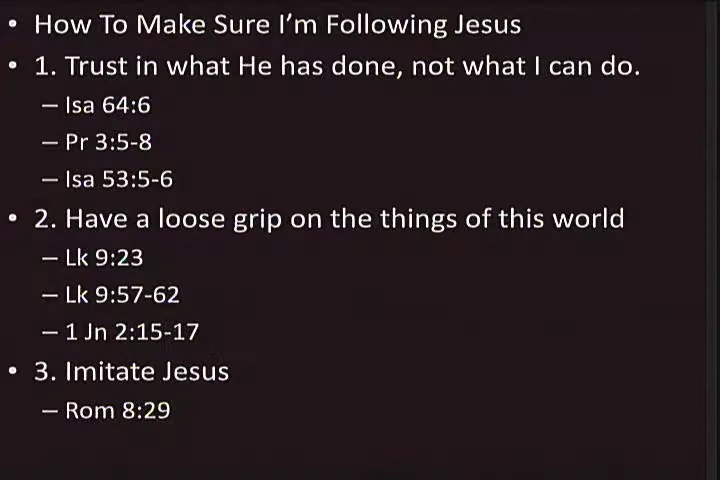 • How To Make Sure I'm Following Jesus
• 1. Trust in what He has done, not what I can do.
– Isa 64:6
– Pr 3:5-8
– Isa 53:5-6
• 2. Have a loose grip on the things of this world
– Lk 9:23
– Lk 9:57-62
– 1 Jn 2:15-17
• 3. Imitate Jesus
– Rom 8:29